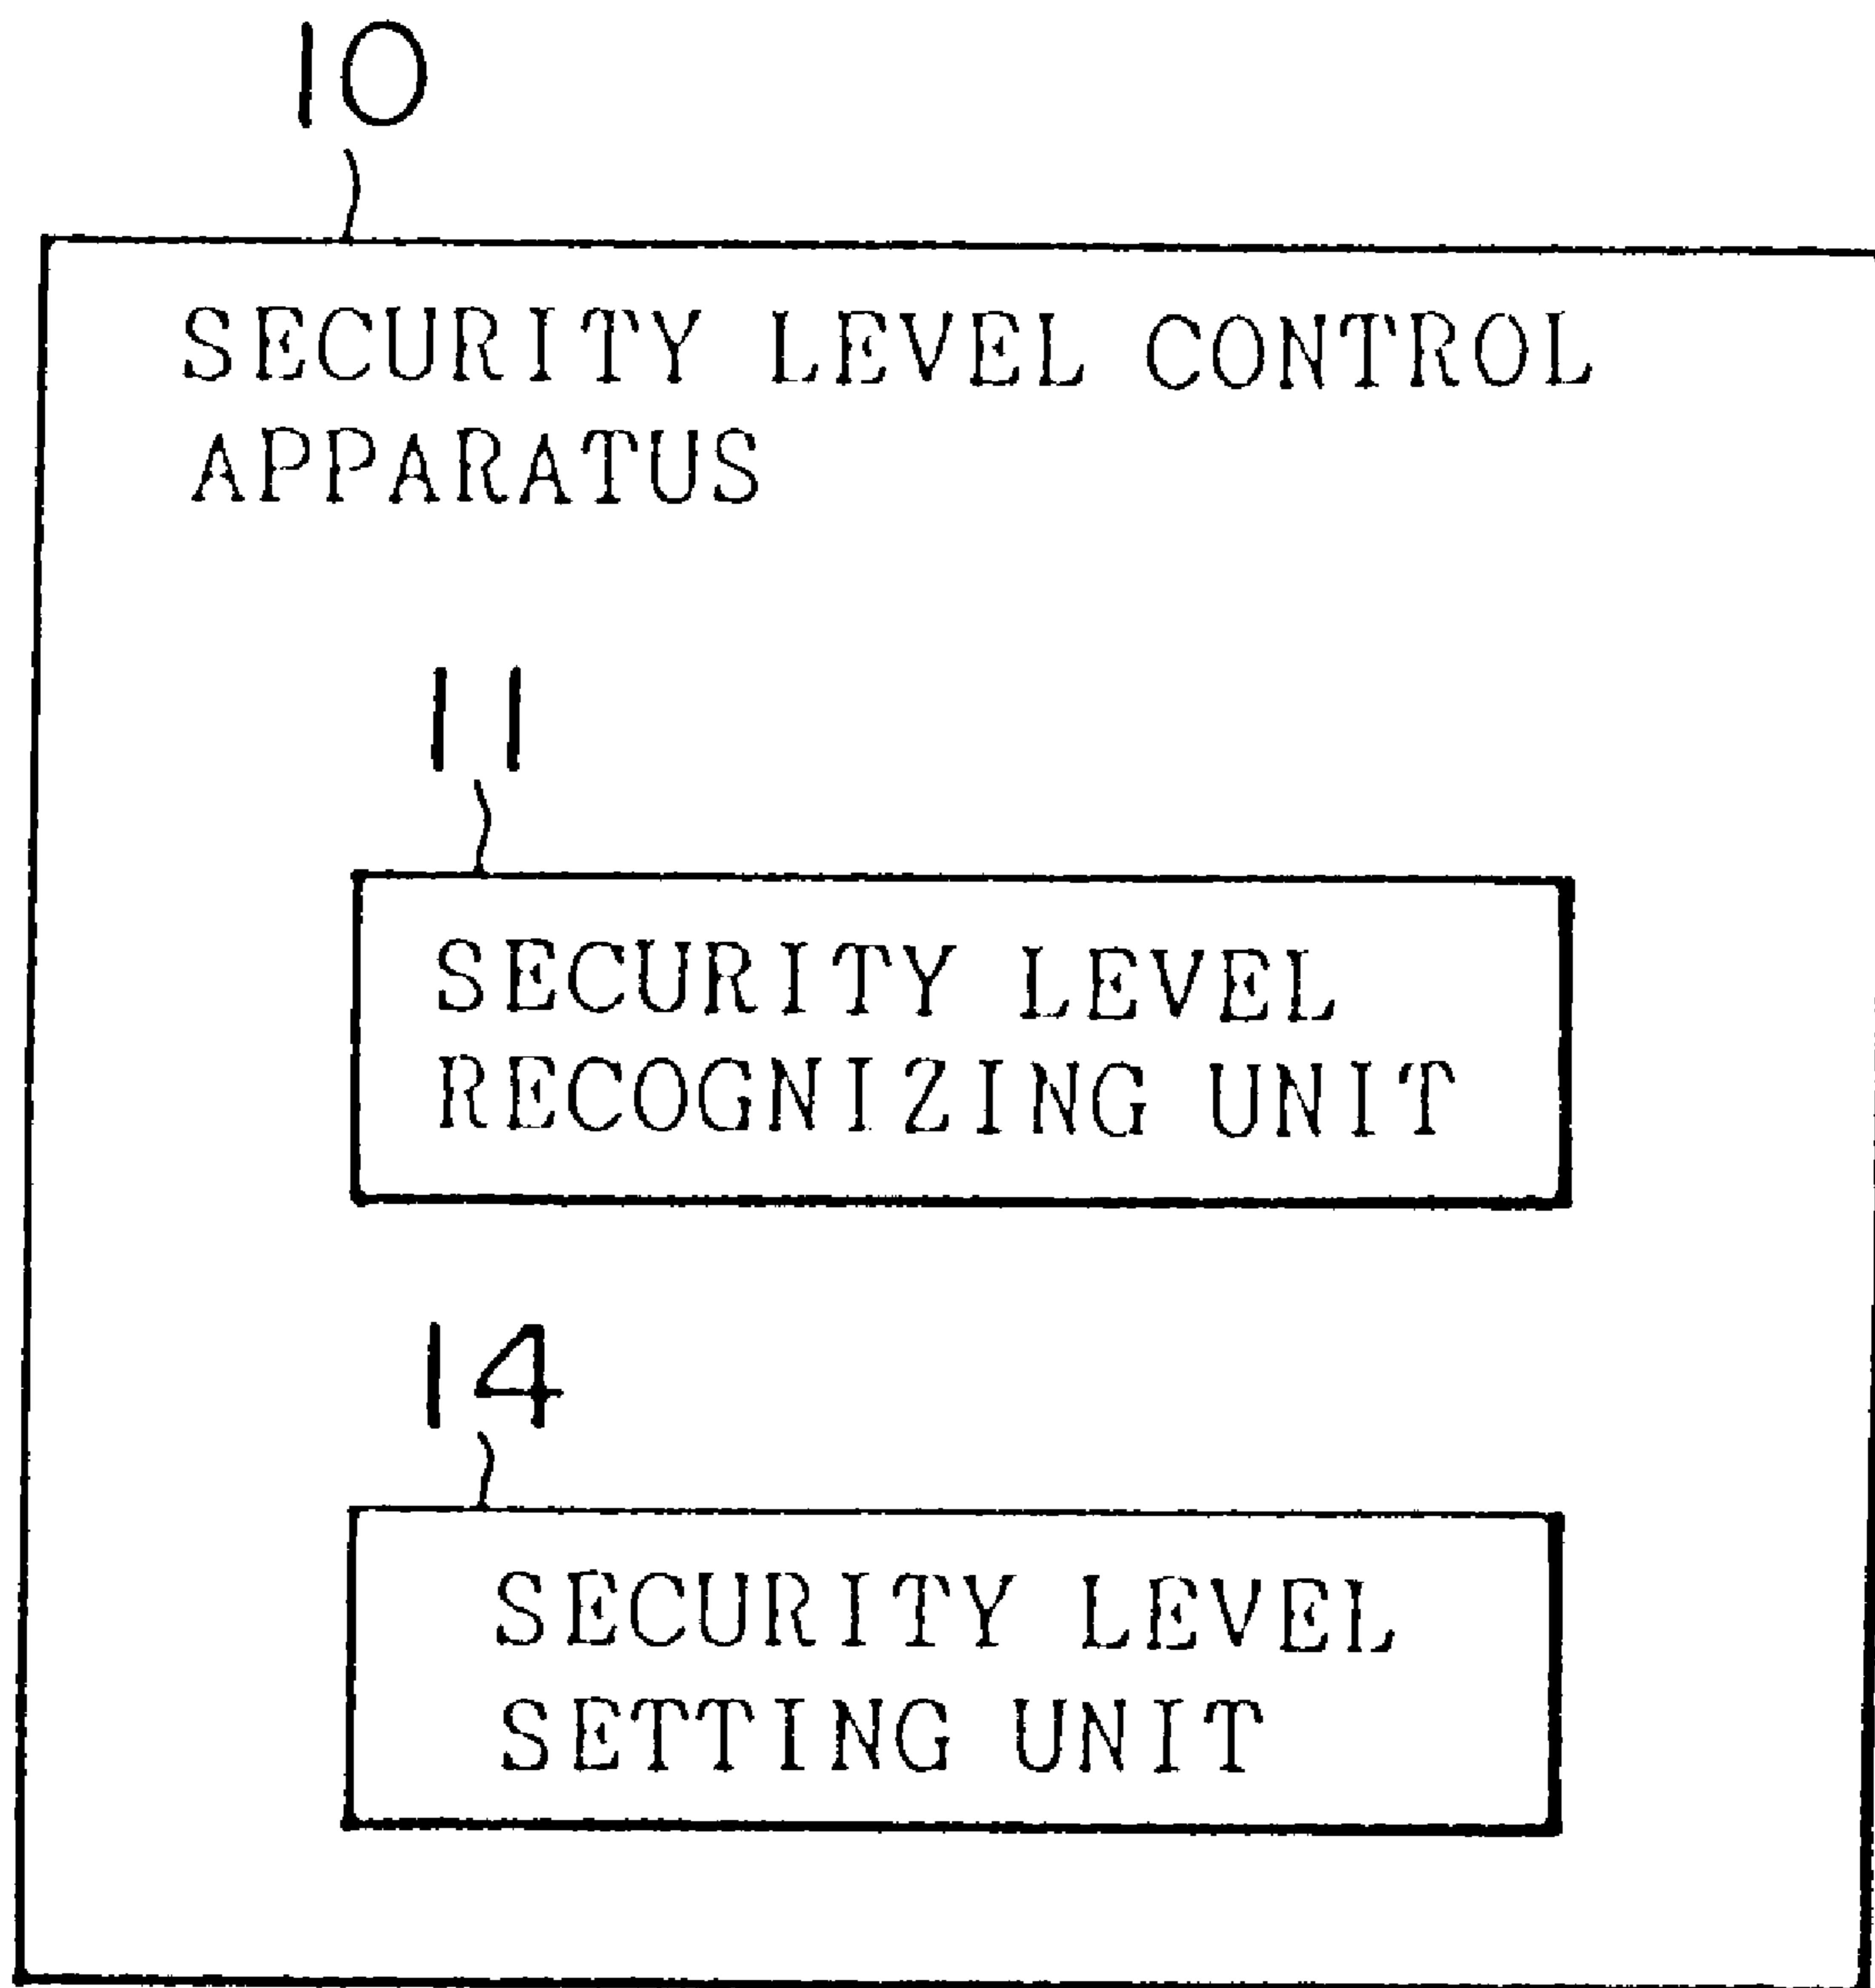 10
SECURITY LEVEL CONTROL
APPARATUS
11
SECURITY LEVEL
RECOGNIZING UNIT
14
SECURITY LEVEL
SETTING UNIT